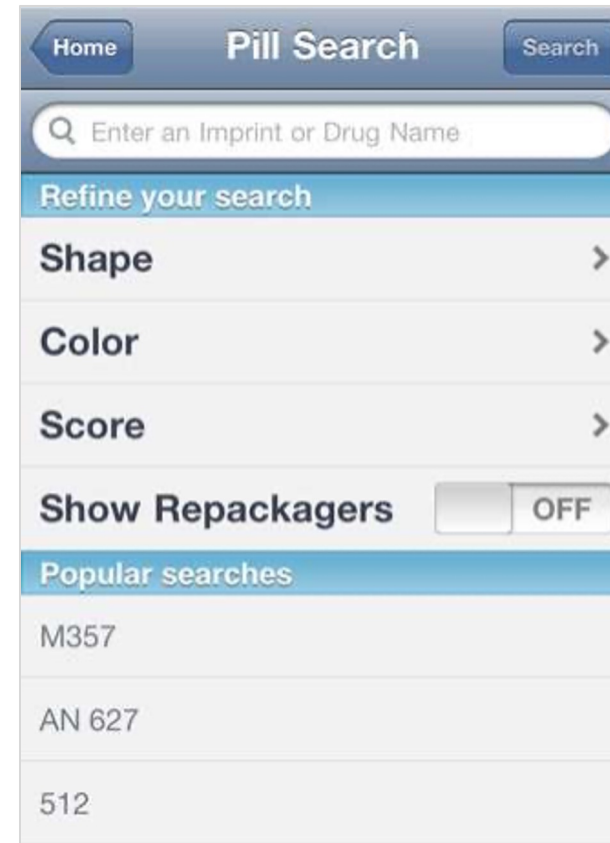 Home Pill Search Search
Enter an Imprint or Drug Name
Refine your search
Shape
Color
Score
Show Repackagers OFF
Popular searches
M357
AN 627
512